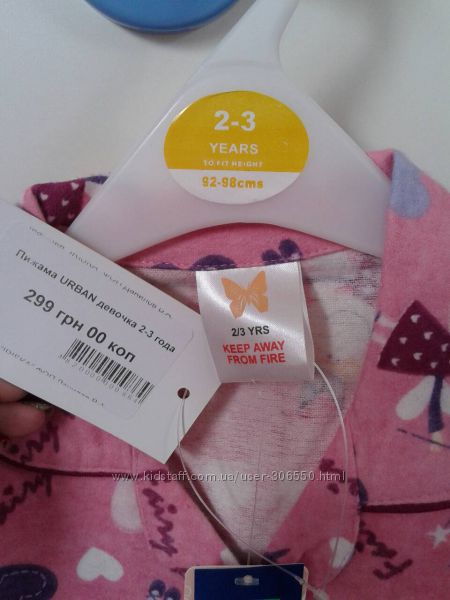 2-3
YEARS
TO FIT HEIGHT
92-98cms
Пижама URBAN девочка 2-3 года
299 грн 00 коп
2/3 YRS
KEEP AWAY
FROM FIRE
www.kidstaff.com.ua/user-306550.html
fairy